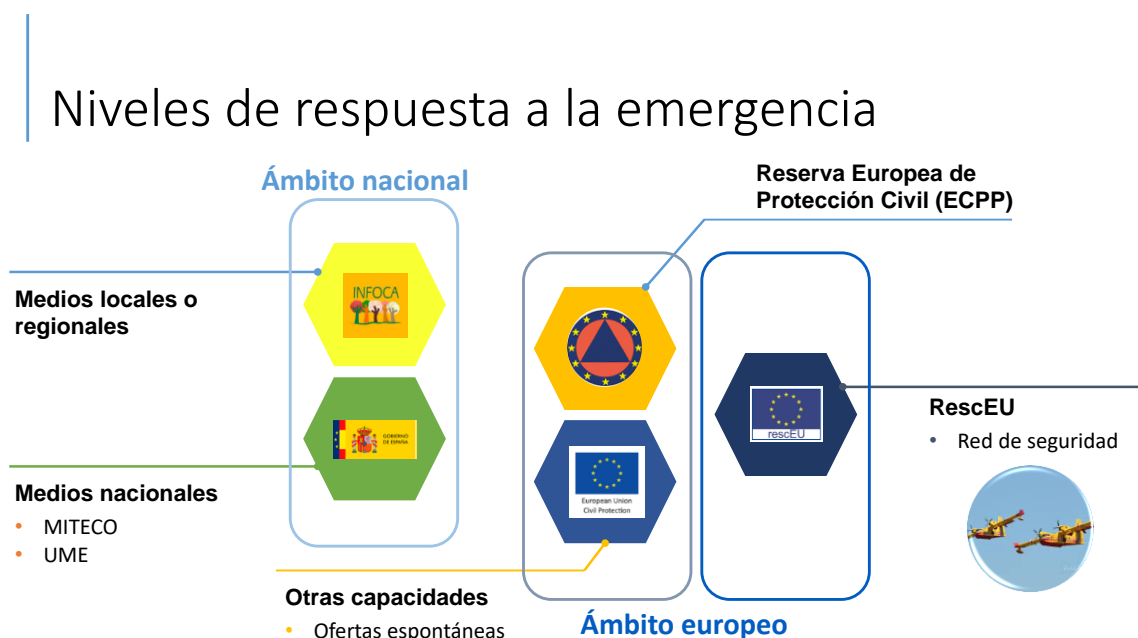 Niveles de respuesta a la emergencia
Ámbito nacional
Reserva Europea de
Protección Civil (ECPP)
INFOCA
Medios locales o
regionales
GOBIERNO
DE ESPAÑA
Medios nacionales
• MITECO
• UME
European Union
Civil Protection
rescEU
RescEU
• Red de seguridad
Otras capacidades
• Ofertas espontáneas
Ámbito europeo